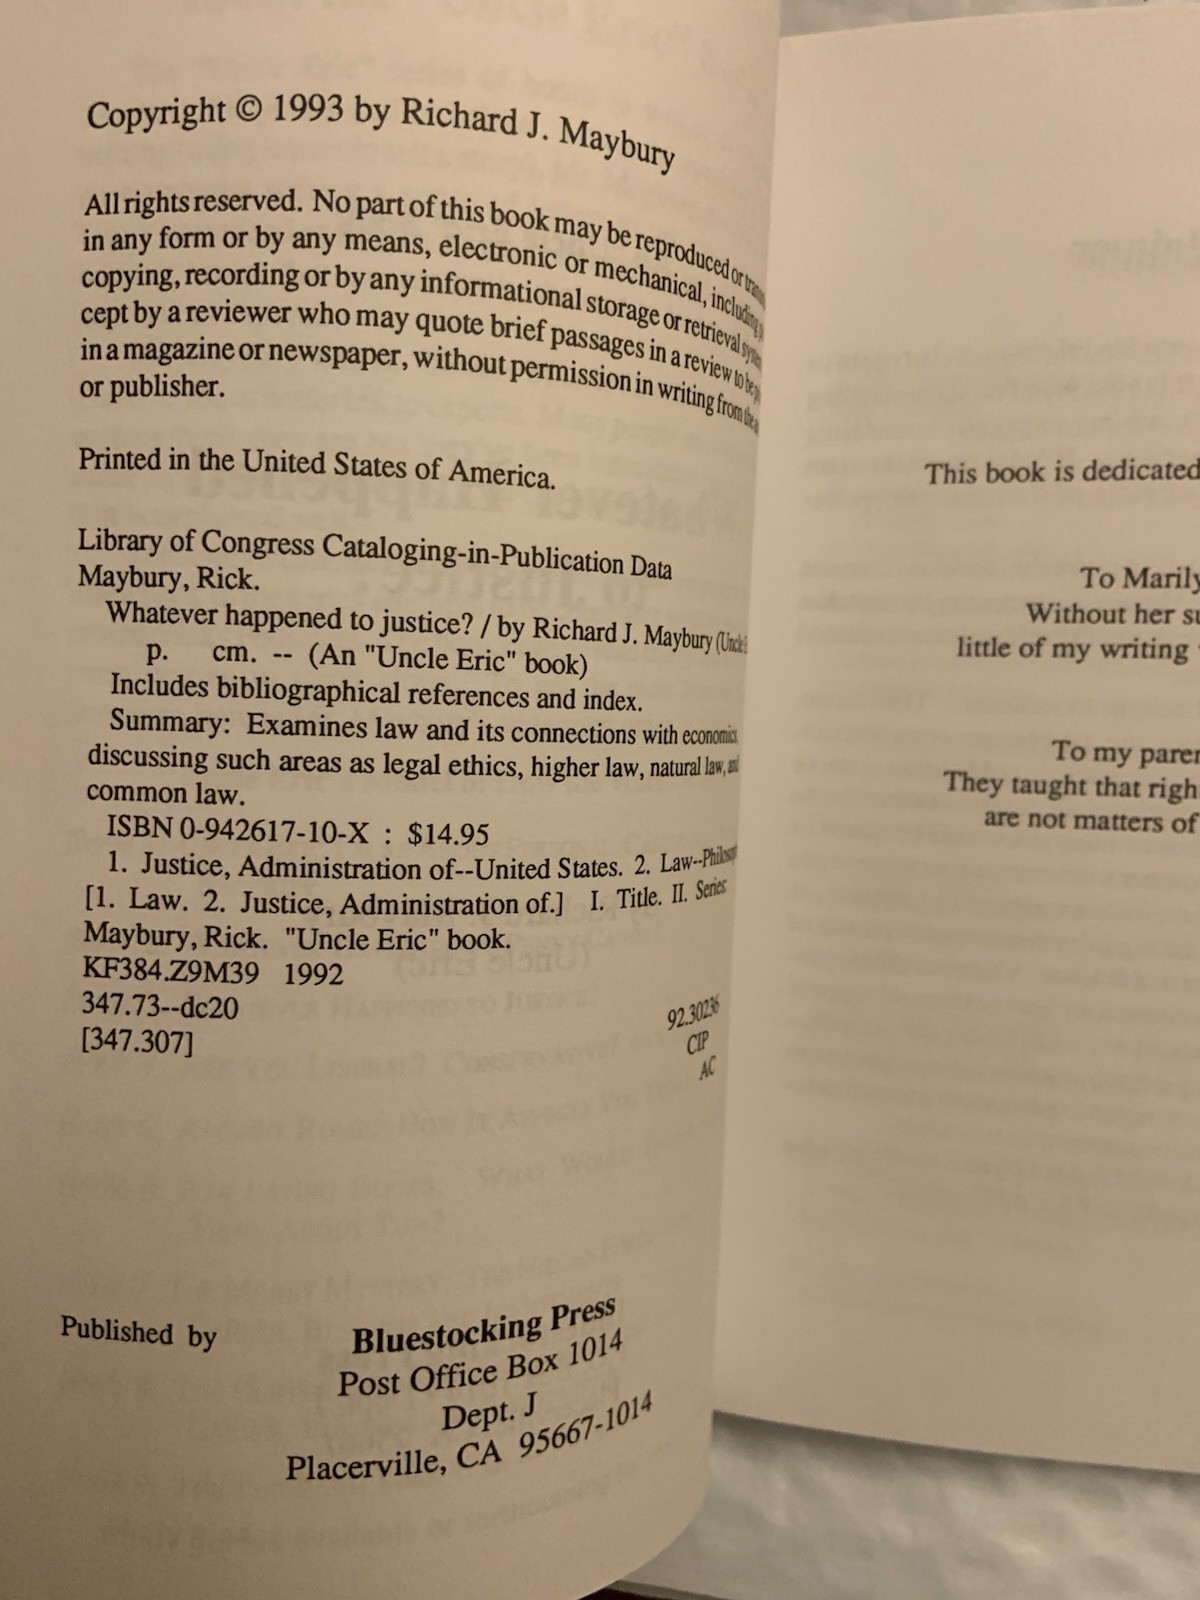 Copyright © 1993 by Richard J. Maybury
All rights reserved. No part of this book may be reproduced or
in any form or by any means, electronic or mechanical, including
copying, recording or by any informational storage or retrieval
cept by a reviewer who may quote brief passages in a review to be
in a magazine or newspaper, without permission in writing from the
or publisher.
Printed in the United States of America.
Library of Congress Cataloging-in-Publication Data
Maybury, Rick.
Whatever happened to justice? / by Richard J. Maybury (Uncle
p. cm. -- (An "Uncle Eric" book)
Includes bibliographical references and index.
Summary: Examines law and its connections with economics,
discussing such areas as legal ethics, higher law, natural law, and
common law.
ISBN 0-942617-10-X : $14.95
1. Justice, Administration of--United States. 2. Law--
[1. Law. 2. Justice, Administration of.] I. Title. II. Series:
Maybury, Rick. "Uncle Eric" book.
KF384.Z9M39 1992
347.73--dc20
[347.307]
92.30236
CIP
AC
Published by
Bluestocking Press
Post Office Box 1014
Dept. J
Placerville, CA 95667-1014
This book is dedicated
To
Without her
little of my writing
To my
They taught that
are not matters of